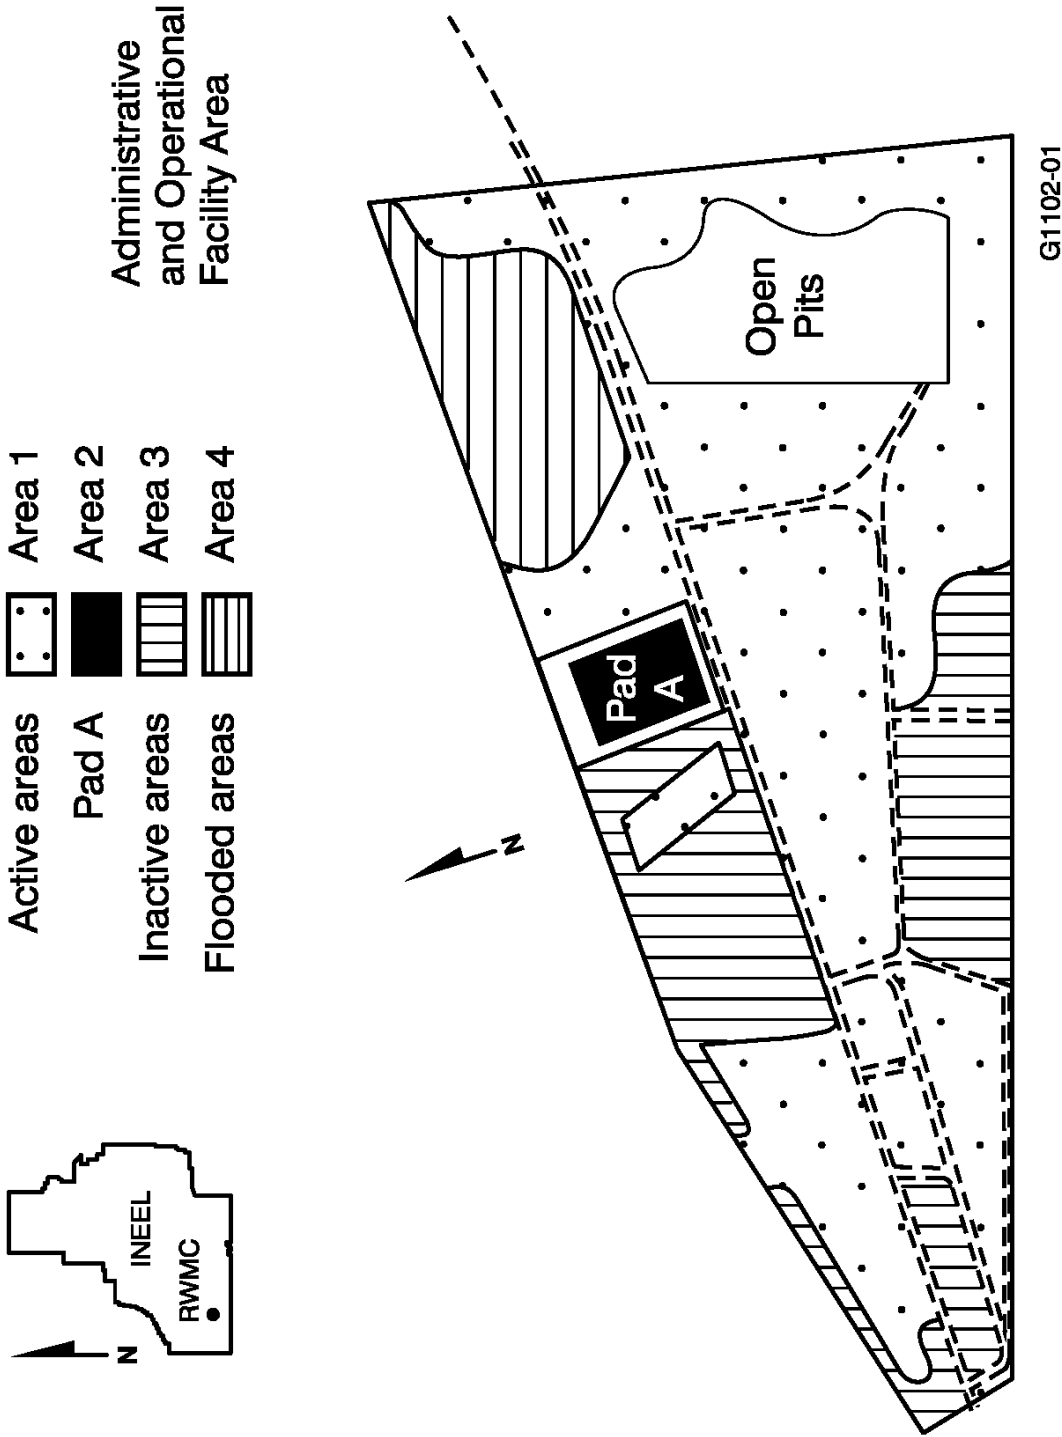 Active areas
Area 1
Pad A
Area 2
Inactive areas
Area 3
Flooded areas
Area 4
Administrative
and Operational
Facility Area
N
INEEL
RWMC
N
Pad
A
Open
Pits
G1102-01